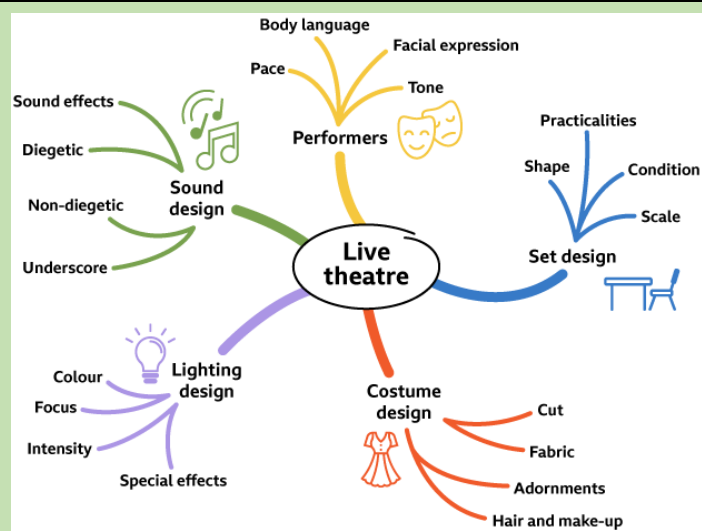 Body language
Facial expression
Pace
Tone
Performers
Sound effects
Diegetic
Non-diegetic
Underscore
Sound
design
Practicalities
Shape
Condition
Scale
Set design
Live
theatre
Lighting
design
Colour
Focus
Intensity
Special effects
Costume
design
Cut
Fabric
Adornments
Hair and make-up